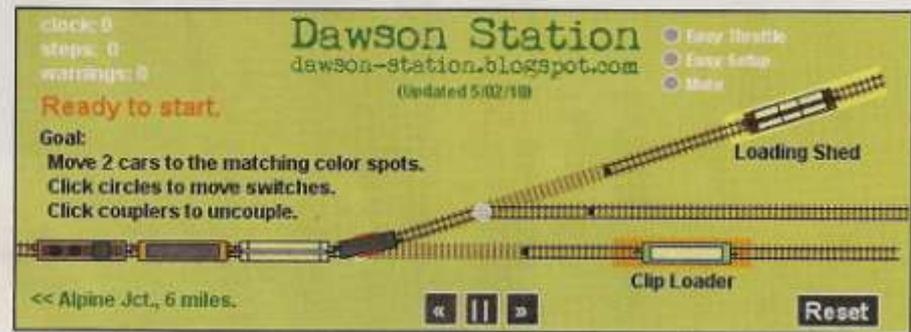 clock: 0
steps: 0
warnings: 0
Dawson Station
dawson-station.blogspot.com
(Updated 5/02/10)
Easy Throttle
Easy Setup
Mute
Ready to start.
Goal:
Move 2 cars to the matching color spots.
Click circles to move switches.
Click couplers to uncouple.
Loading Shed
Clip Loader
<< Alpine Jct., 6 miles.
« || »
Reset